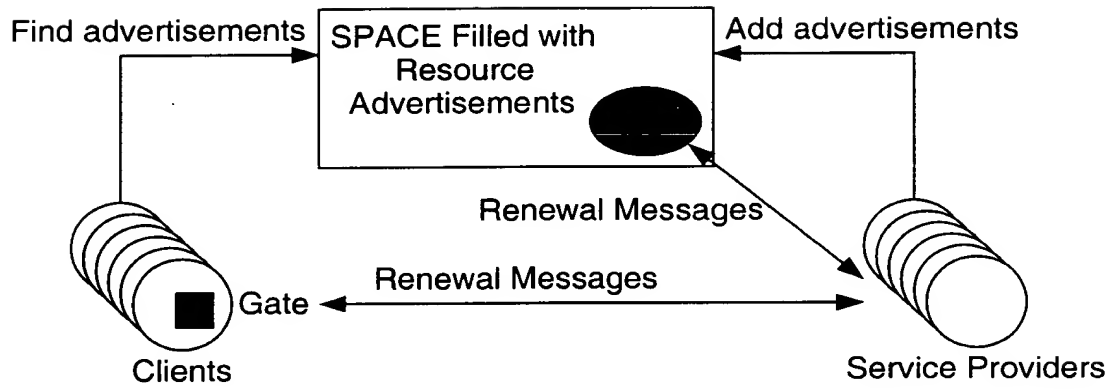 Find advertisements
SPACE Filled with
Resource
Advertisements
Add advertisements
Renewal Messages
Renewal Messages
Gate
Clients
Service Providers